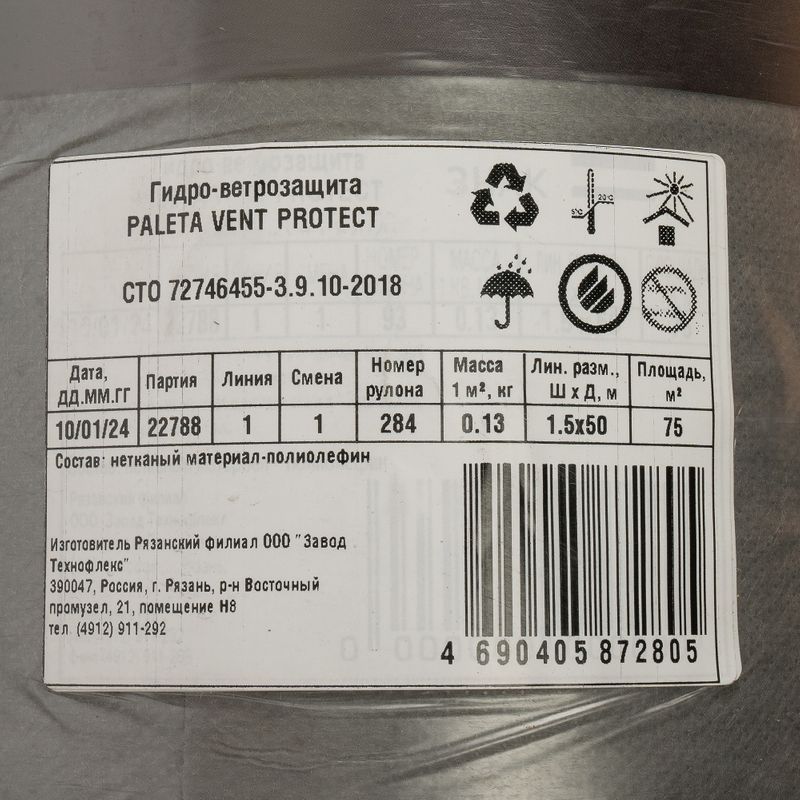 Гидро-ветрозащита
PALETA VENT PROTECT
5°C 20°C
СТО 72746455-3.9.10-2018
Дата, ДД.ММ.ГГ Партия Линия Смена Номер рулона Масса 1 м², кг Лин. разм., Ш х Д, м Площадь, м²
10/01/24 22788 1 1 284 0.13 1.5x50 75
Состав: нетканый материал-полиолефин
Изготовитель Рязанский филиал ООО "Завод
Технофлекс"
390047, Россия, г. Рязань, р-н Восточный
промузел, 21, помещение Н8
тел. (4912) 911-292
4 690405 872805